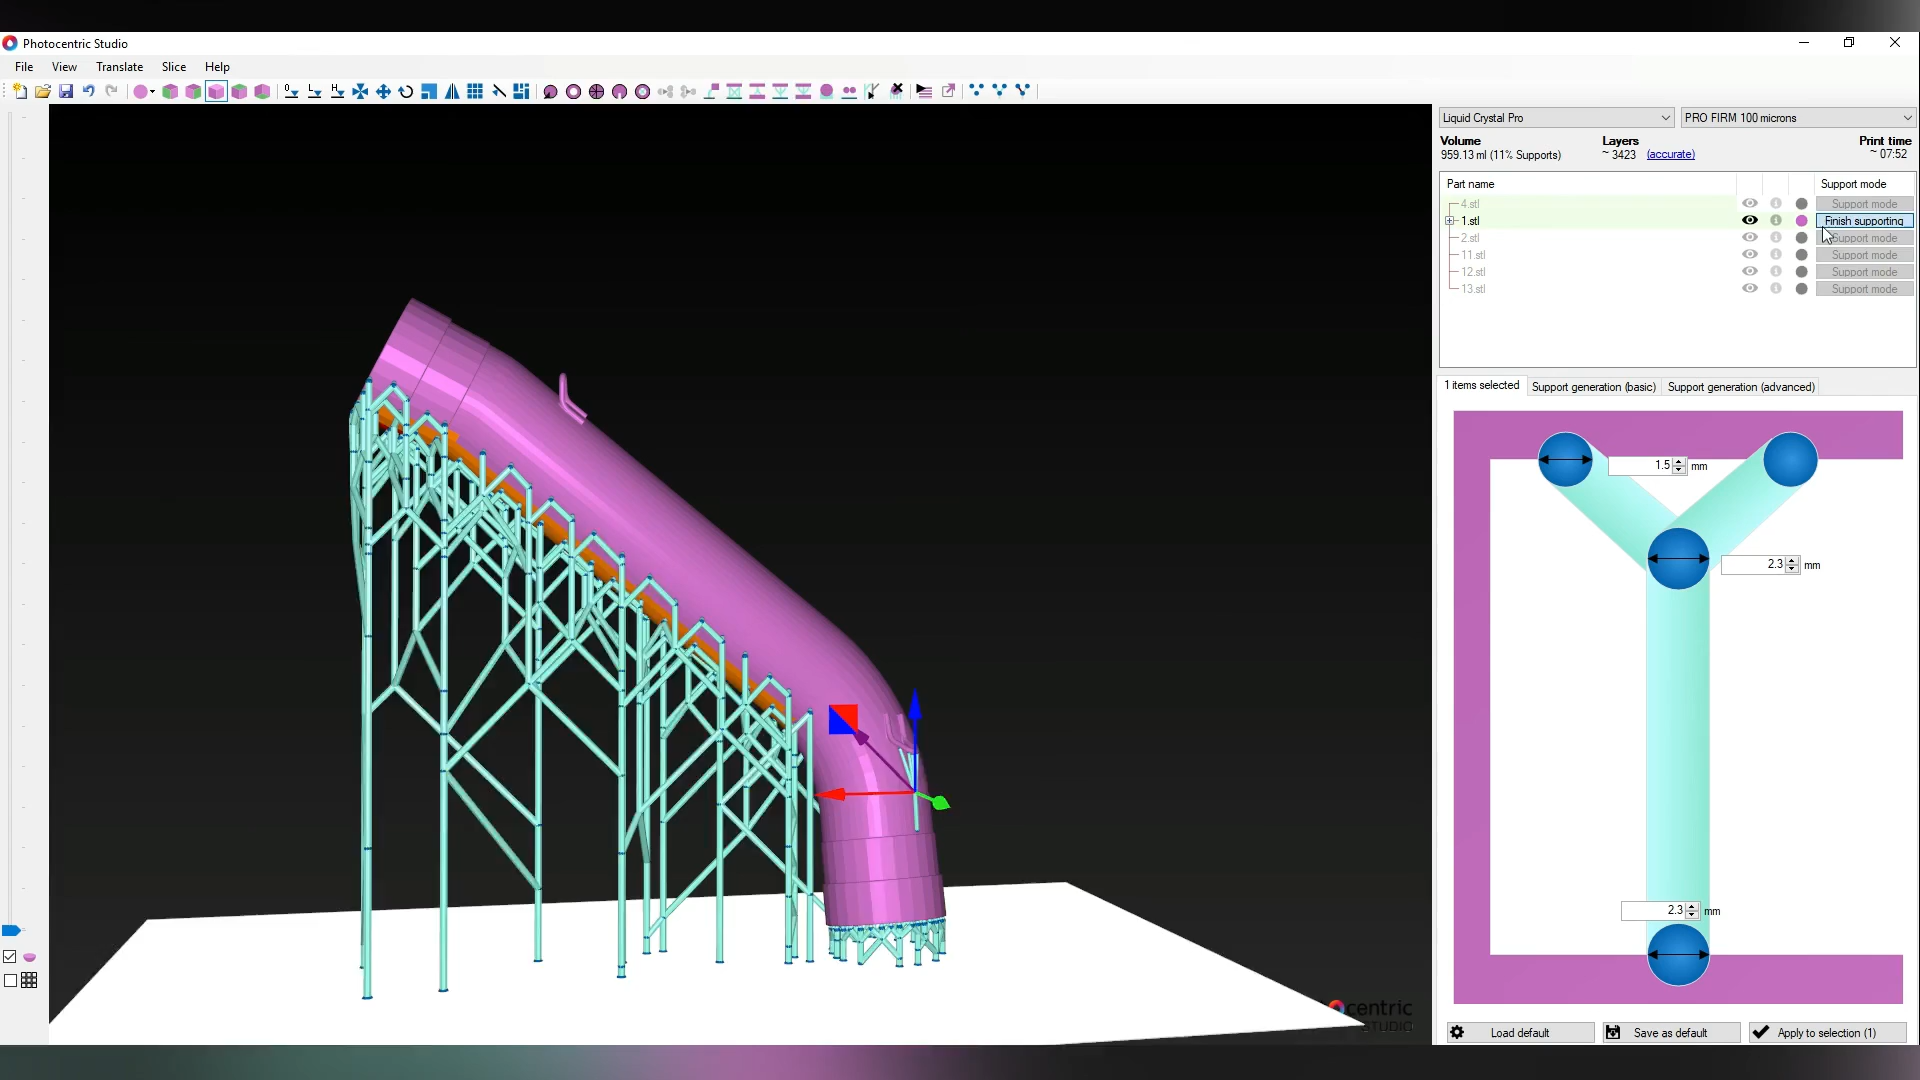 Photocentric Studio
File View Translate Slice Help
Liquid Crystal Pro PRO FIRM 100 microns
Volume Layers Print time
959.13 ml (11% Supports) ~ 3423 (accurate) ~ 07:52
Part name Support mode
4.stl Support mode
1.stl Finish supporting
2.stl Support mode
11.stl Support mode
12.stl Support mode
13.stl Support mode
1 items selected Support generation (basic) Support generation (advanced)
1.5 mm
2.3 mm
2.3 mm
centric
STUDIO
Load default Save as default Apply to selection (1)